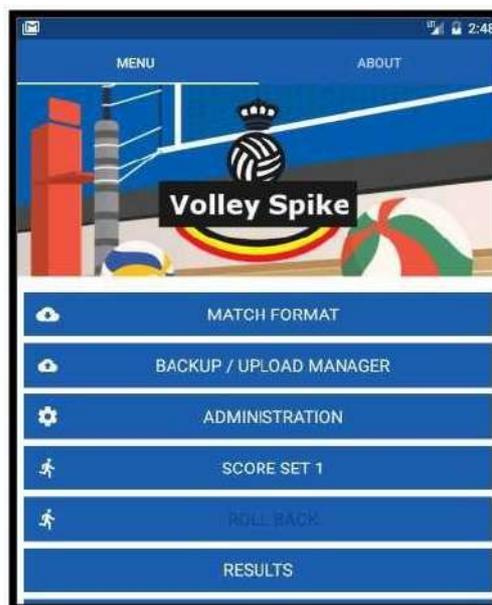 2:48
MENU ABOUT
Volley Spike
MATCH FORMAT
BACKUP / UPLOAD MANAGER
ADMINISTRATION
SCORE SET 1
ROLL BACK
RESULTS